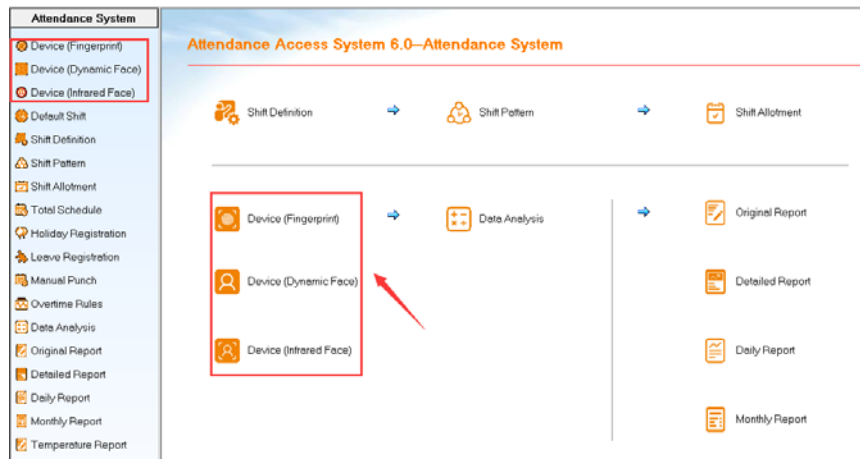 Attendance System
Device (Fingerprint)
Device (Dynamic Face)
Device (Infrared Face)
Default Shift
Shift Definition
Shift Pattern
Shift Allotment
Total Schedule
Holiday Registration
Leave Registration
Manual Punch
Overtime Rules
Data Analysis
Original Report
Detailed Report
Daily Report
Monthly Report
Temperature Report
Attendance Access System 6.0—Attendance System
Shift Definition
Shift Pattern
Shift Allotment
Device (Fingerprint)
Data Analysis
Original Report
Device (Dynamic Face)
Detailed Report
Device (Infrared Face)
Daily Report
Monthly Report